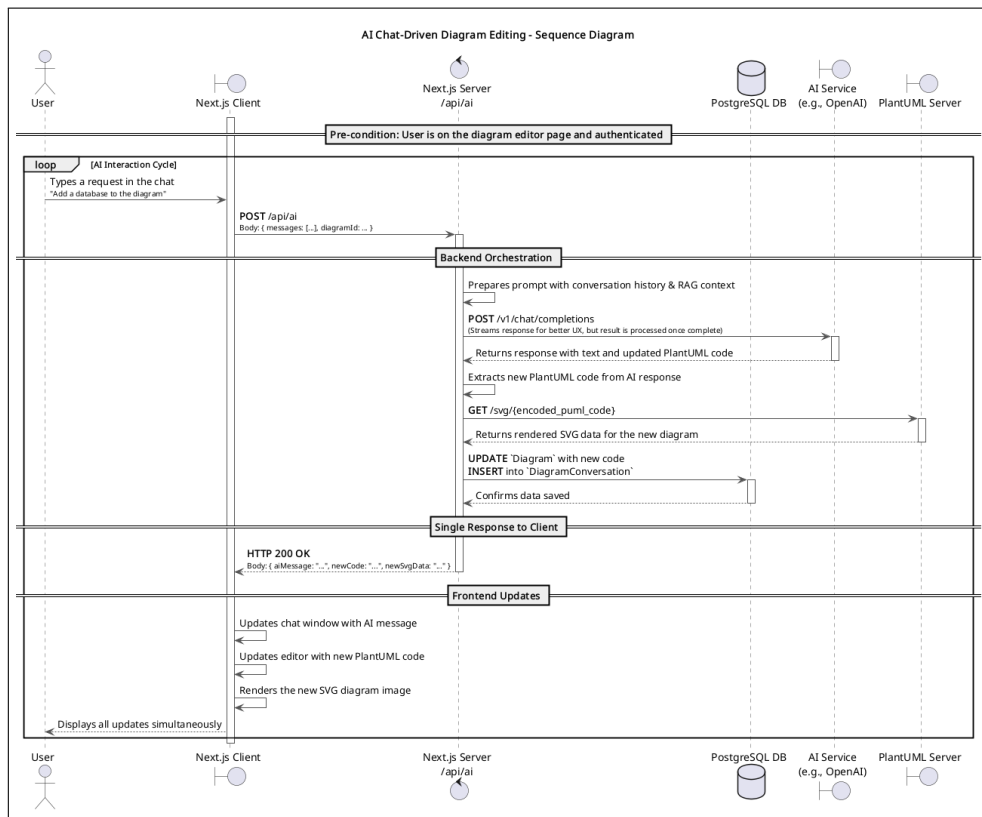 AI Chat-Driven Diagram Editing - Sequence Diagram
User
Next.js Client
Next.js Server
/api/ai
PostgreSQL DB
AI Service
(e.g., OpenAI)
PlantUML Server
Pre-condition: User is on the diagram editor page and authenticated
loop
[AI Interaction Cycle]
Types a request in the chat
"Add a database to the diagram"
POST /api/ai
Body: { messages: [...], diagramId: ... }
Backend Orchestration
Prepares prompt with conversation history & RAG context
POST /v1/chat/completions
(Streams response for better UX, but result is processed once complete)
Returns response with text and updated PlantUML code
Extracts new PlantUML code from AI response
GET /svg/{encoded_puml_code}
Returns rendered SVG data for the new diagram
UPDATE `Diagram` with new code
INSERT into `DiagramConversation`
Confirms data saved
Single Response to Client
HTTP 200 OK
Body: { aiMessage: "...", newCode: "...", newSvgData: "..." }
Frontend Updates
Updates chat window with AI message
Updates editor with new PlantUML code
Renders the new SVG diagram image
Displays all updates simultaneously
User
Next.js Client
Next.js Server
/api/ai
PostgreSQL DB
AI Service
(e.g., OpenAI)
PlantUML Server